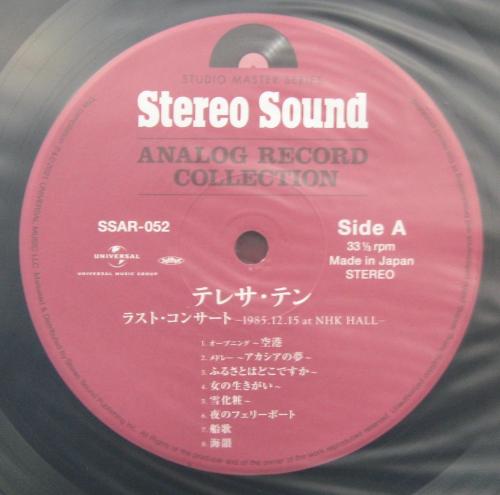 STUDIO MASTER SERIES
Stereo Sound
ANALOG RECORD
COLLECTION
SSAR-052
Side A
33 ⅓ rpm
Made in Japan
STEREO
UNIVERSAL
UNIVERSAL MUSIC GROUP
テレサ・テン
ラスト・コンサート -1985.12.15 at NHK HALL-
1. オープニング~空港
2. メドレー~アカシアの夢~
3. ふるさとはどこですか~
4. 女の生きがい~
5. 雪化粧~
6. 夜のフェリーボート
7. 船歌
8. 海韻